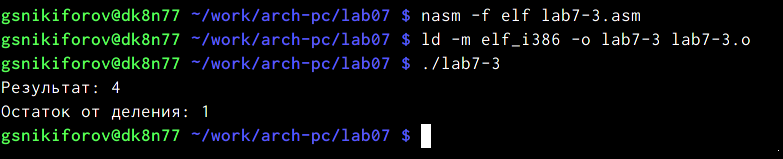 gsnikiforov@dk8n77 ~/work/arch-pc/lab07 $ nasm -f elf lab7-3.asm
gsnikiforov@dk8n77 ~/work/arch-pc/lab07 $ ld -m elf_i386 -o lab7-3 lab7-3.o
gsnikiforov@dk8n77 ~/work/arch-pc/lab07 $ ./lab7-3
Результат: 4
Остаток от деления: 1
gsnikiforov@dk8n77 ~/work/arch-pc/lab07 $